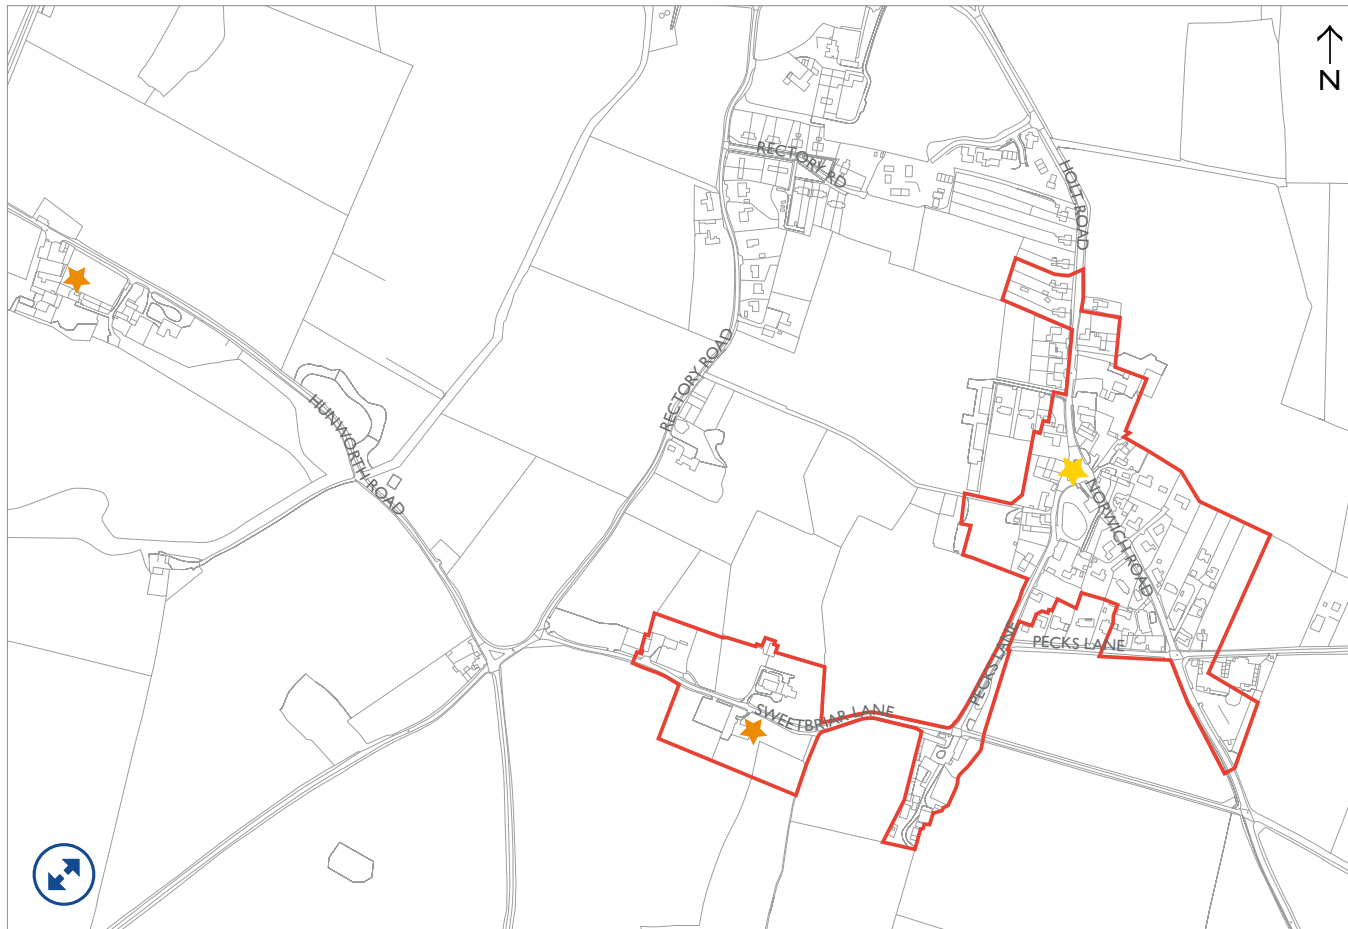 N
RECTORY RD
HOLT ROAD
RECTORY ROAD
HUNWORTH ROAD
NORWICH ROAD
PECKS LANE
PECKS LANE
SWEETBRIAR LANE